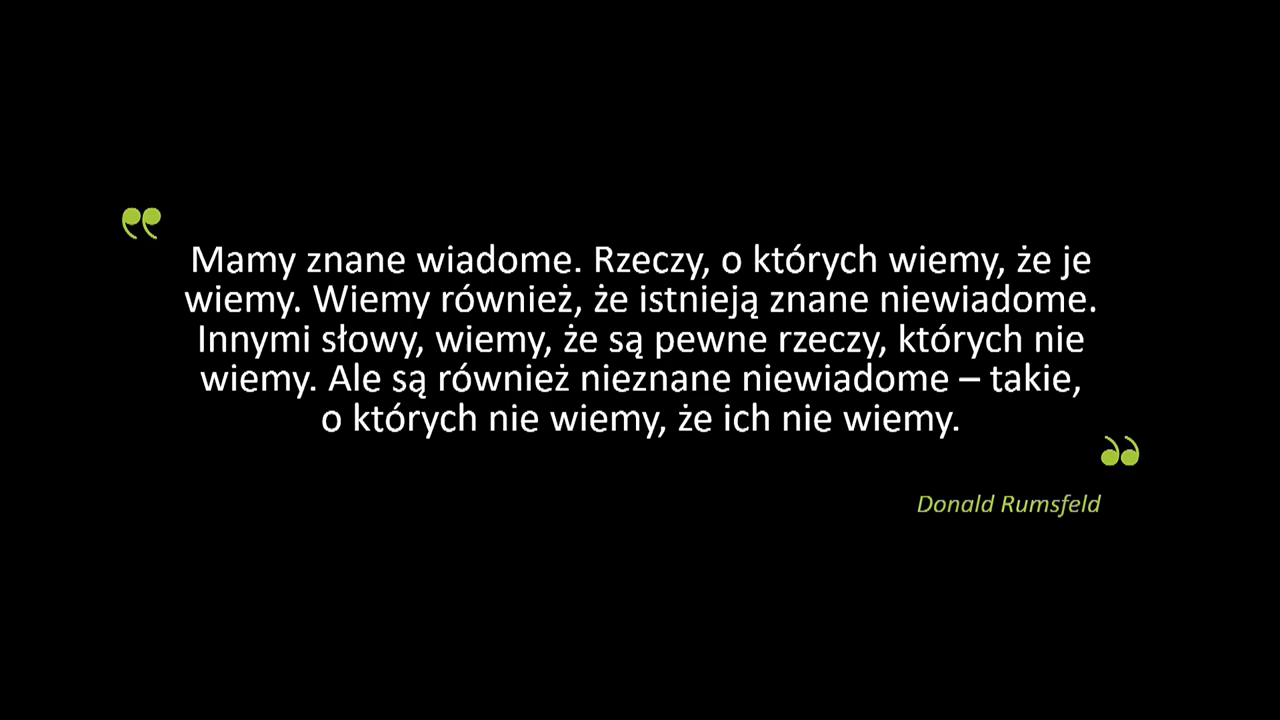 Mamy znane wiadome. Rzeczy, o których wiemy, że je
wiemy. Wiemy również, że istnieją znane niewiadome.
Innymi słowy, wiemy, że są pewne rzeczy, których nie
wiemy. Ale są również nieznane niewiadome – takie,
o których nie wiemy, że ich nie wiemy.
Donald Rumsfeld